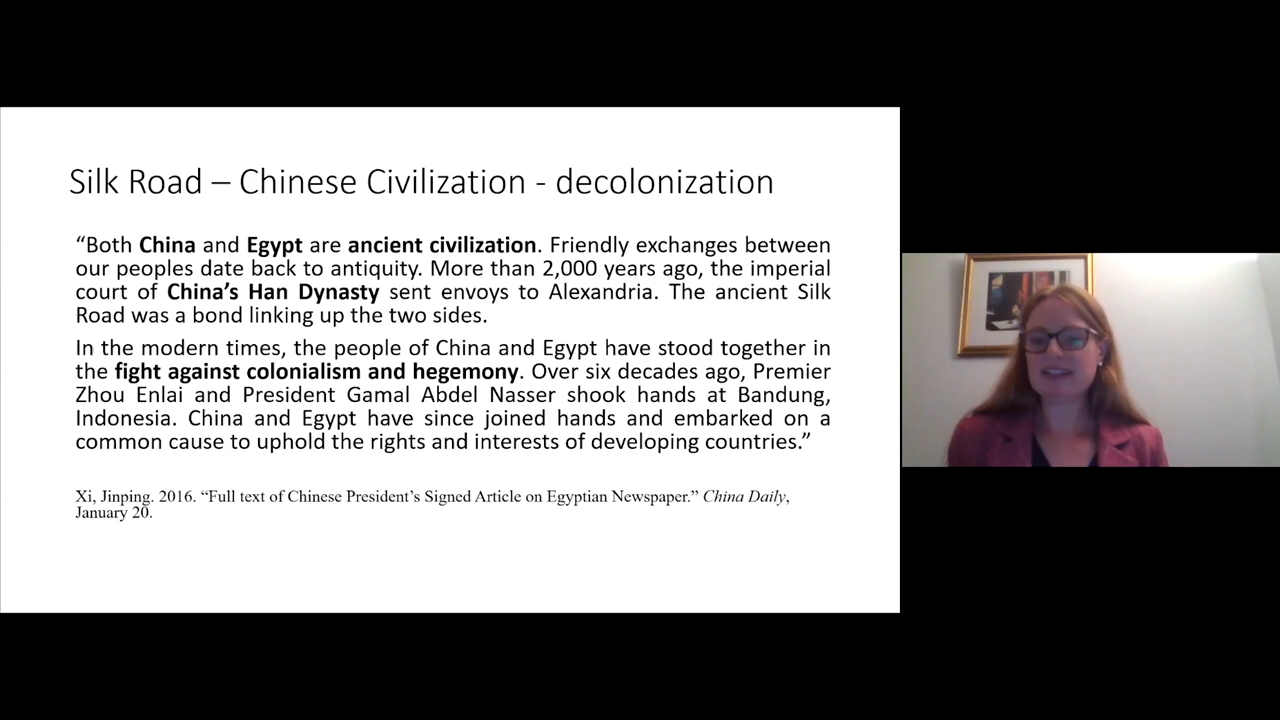 Silk Road – Chinese Civilization - decolonization
“Both China and Egypt are ancient civilization. Friendly exchanges between
our peoples date back to antiquity. More than 2,000 years ago, the imperial
court of China’s Han Dynasty sent envoys to Alexandria. The ancient Silk
Road was a bond linking up the two sides.
In the modern times, the people of China and Egypt have stood together in
the fight against colonialism and hegemony. Over six decades ago, Premier
Zhou Enlai and President Gamal Abdel Nasser shook hands at Bandung,
Indonesia. China and Egypt have since joined hands and embarked on a
common cause to uphold the rights and interests of developing countries.”
Xi, Jinping. 2016. “Full text of Chinese President’s Signed Article on Egyptian Newspaper.” China Daily,
January 20.